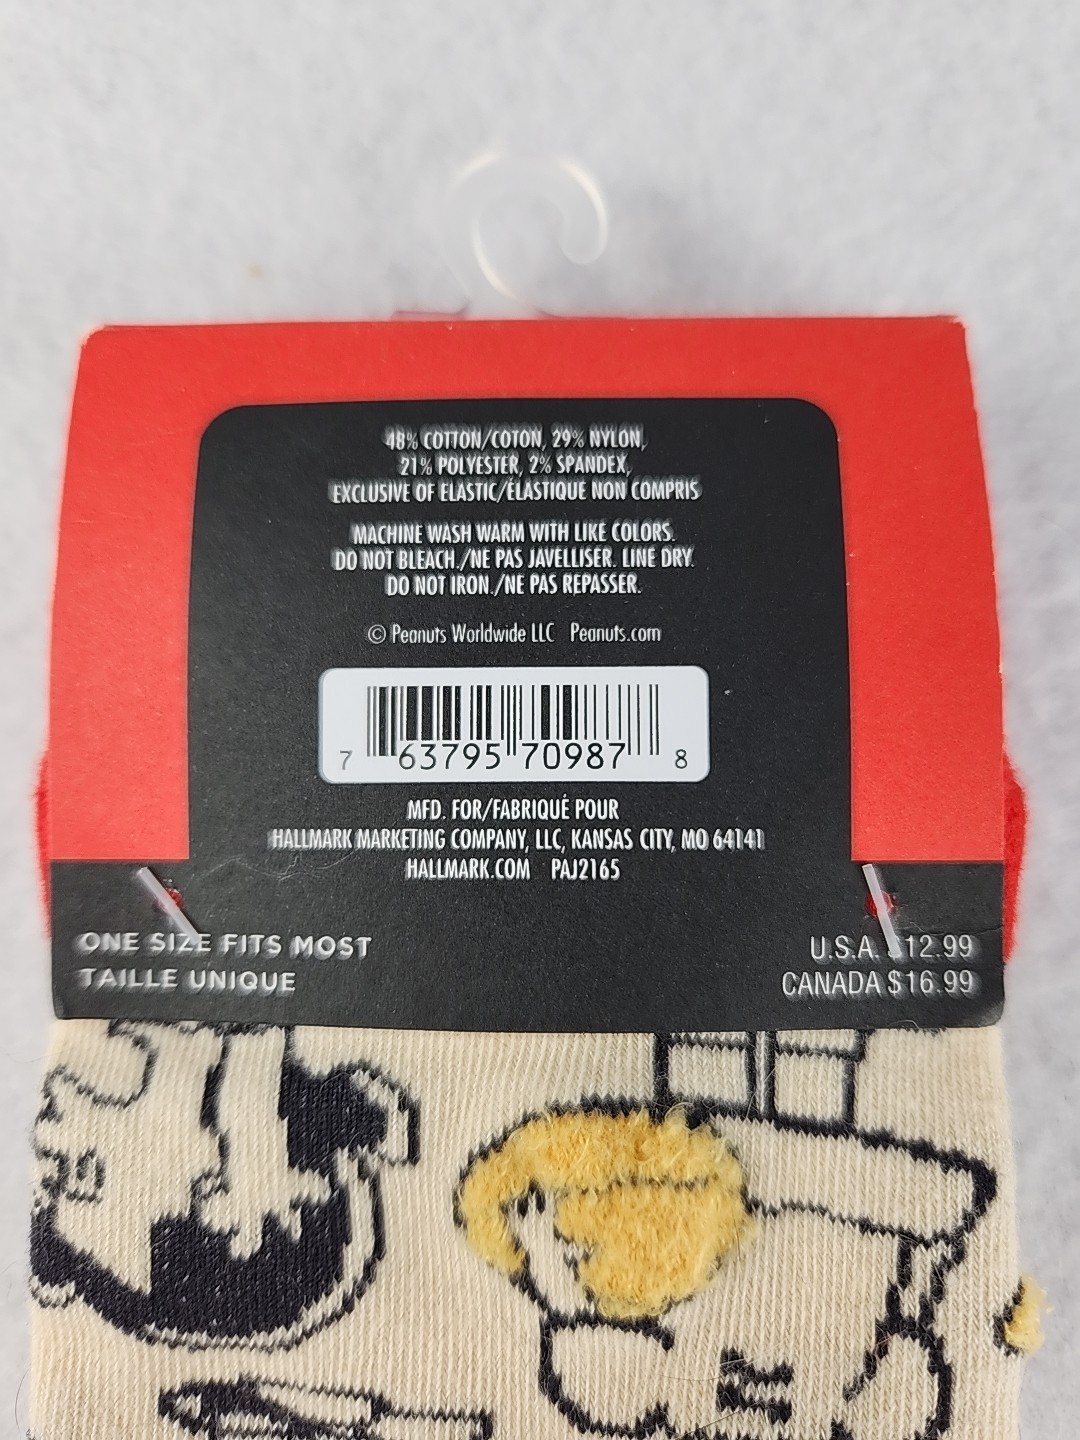 48% COTTON/COTON, 29% NYLON,
21% POLYESTER, 2% SPANDEX,
EXCLUSIVE OF ELASTIC/ÉLASTIQUE NON COMPRIS
MACHINE WASH WARM WITH LIKE COLORS.
DO NOT BLEACH./NE PAS JAVELLISER. LINE DRY.
DO NOT IRON./NE PAS REPASSER.
© Peanuts Worldwide LLC Peanuts.com
7 63795 70987 8
MFD. FOR/FABRIQUÉ POUR
HALLMARK MARKETING COMPANY, LLC, KANSAS CITY, MO 64141
HALLMARK.COM PAJ2165
ONE SIZE FITS MOST
TAILLE UNIQUE
U.S.A. $12.99
CANADA $16.99